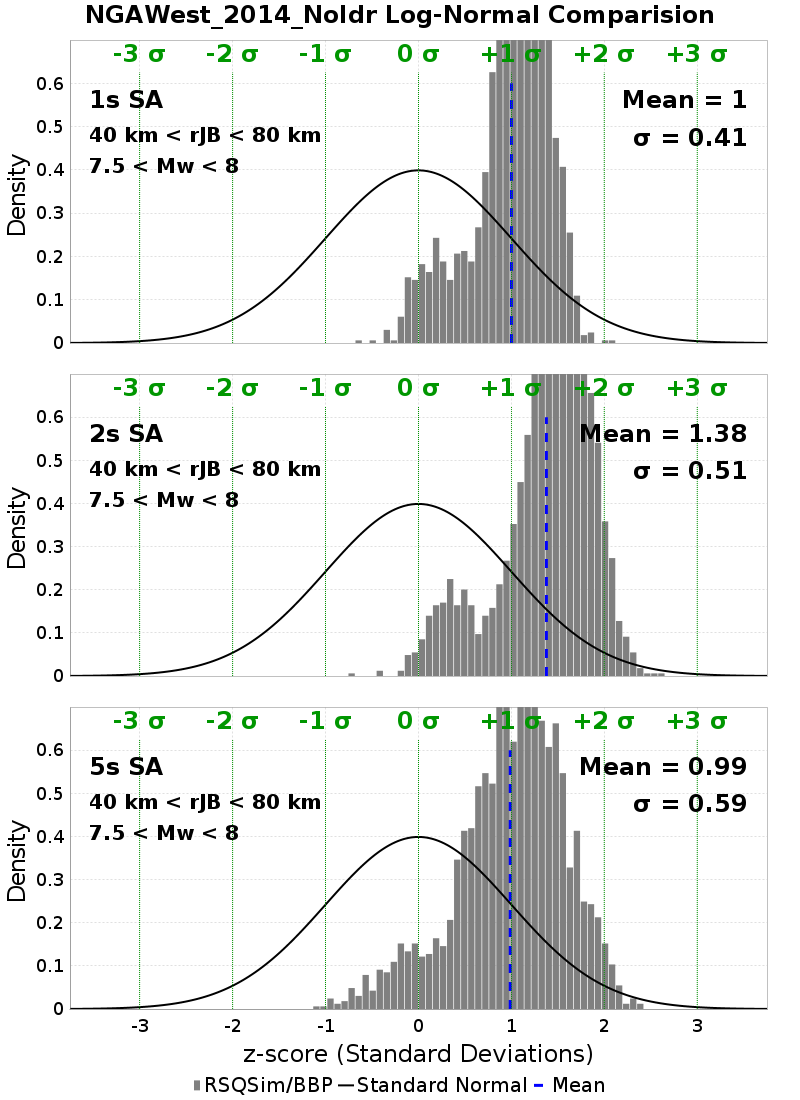 NGAWest_2014_NoIdr Log-Normal Comparision
-3 σ -2 σ -1 σ 0 σ +1 σ +2 σ +3 σ
1s SA
Mean = 1
40 km < rJB < 80 km
σ = 0.41
7.5 < Mw < 8
Density
0.6
0.5
0.4
0.3
0.2
0.1
0
-3 σ -2 σ -1 σ 0 σ +1 σ +2 σ +3 σ
2s SA
Mean = 1.38
40 km < rJB < 80 km
σ = 0.51
7.5 < Mw < 8
Density
0.6
0.5
0.4
0.3
0.2
0.1
0
-3 σ -2 σ -1 σ 0 σ +1 σ +2 σ +3 σ
5s SA
Mean = 0.99
40 km < rJB < 80 km
σ = 0.59
7.5 < Mw < 8
Density
0.6
0.5
0.4
0.3
0.2
0.1
0
-3 -2 -1 0 1 2 3
z-score (Standard Deviations)
RSQSim/BBP Standard Normal Mean